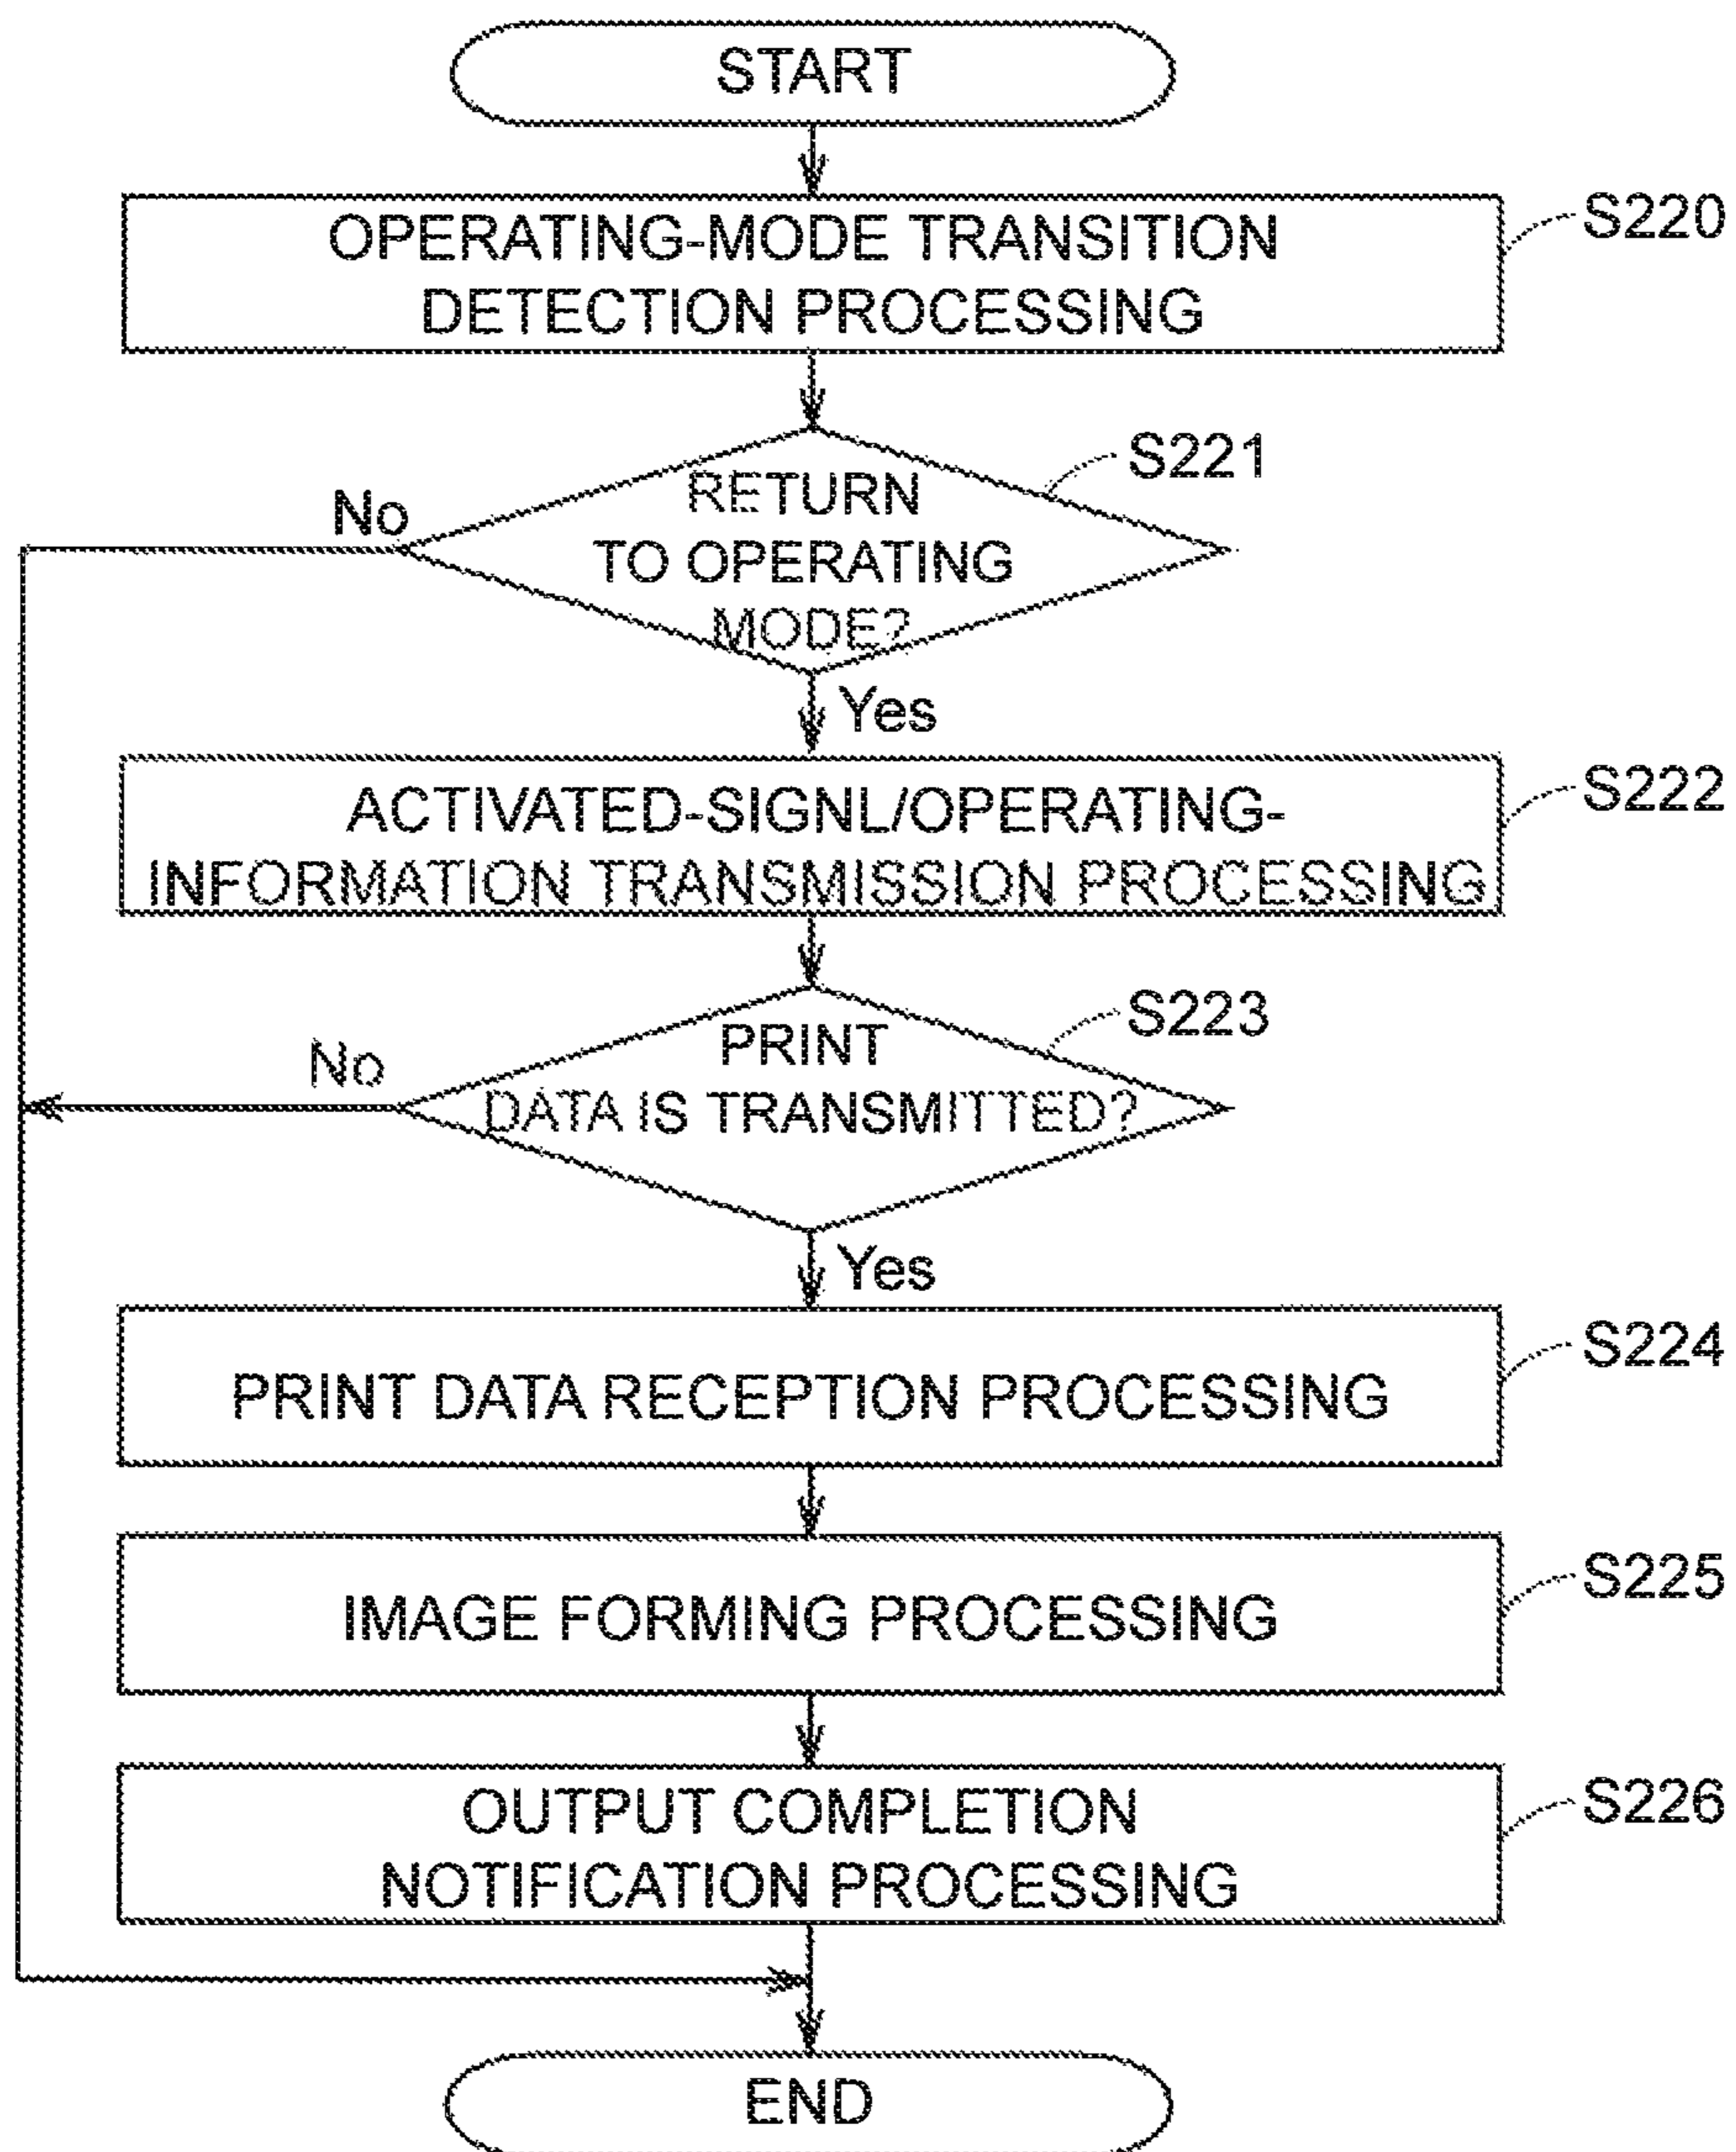 START
OPERATING-MODE TRANSITION
DETECTION PROCESSING
S220
RETURN
TO OPERATING
MODE?
S221
No
Yes
ACTIVATED-SIGNL/OPERATING-
INFORMATION TRANSMISSION PROCESSING
S222
PRINT
DATA IS TRANSMITTED?
S223
No
Yes
PRINT DATA RECEPTION PROCESSING
S224
IMAGE FORMING PROCESSING
S225
OUTPUT COMPLETION
NOTIFICATION PROCESSING
S226
END